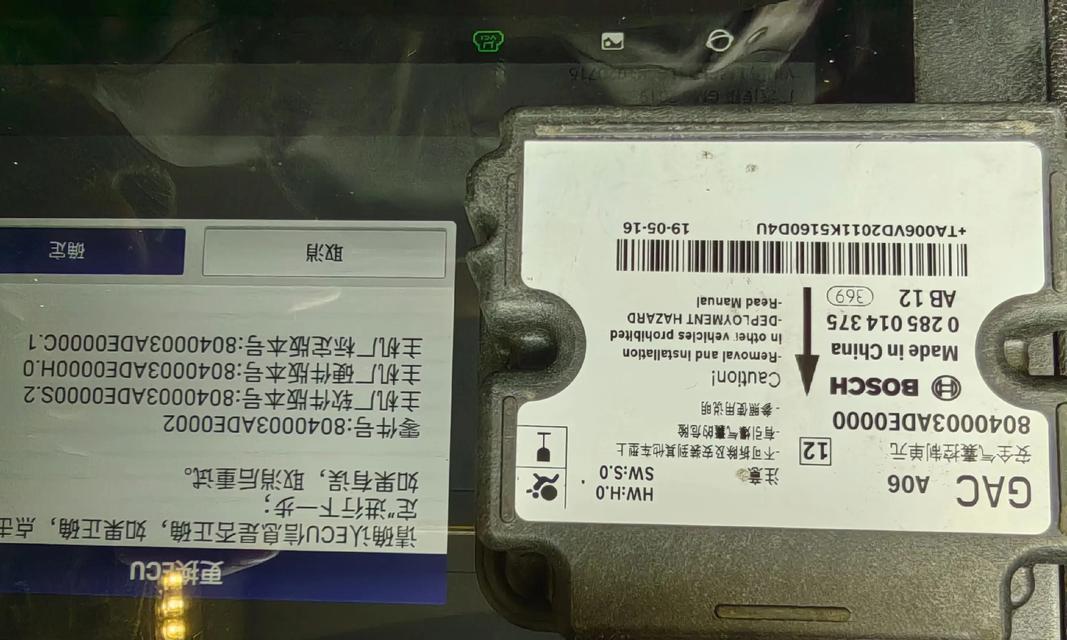 更换ECU
请确认ECU信息是否正确，如果正确，点击
定"进行下一步；
如果有误，取消后重试。
零件号:8040003ADE0002
主机厂软件版本号:8040003ADE0000S.2
主机厂硬件版本号:8040003ADE0000H.0
主机厂标定版本号:8040003ADE0000C.1
取消
确定
VCI
GAC A06
安全气囊控制单元
8040003ADE0000
12
BOSCH
Made in China
0 285 014 375
AB 12
369
HW:H.0
SW:S.0
注意
-不可拆除及安装到其他车型上
-有引爆气囊的危险
-参照使用说明
Caution!
-Removal and Installation
in other vehicles prohibited
-DEPLOYMENT HAZARD
-Read Manual
+TA006VD2011K5160D4U 19-05-16